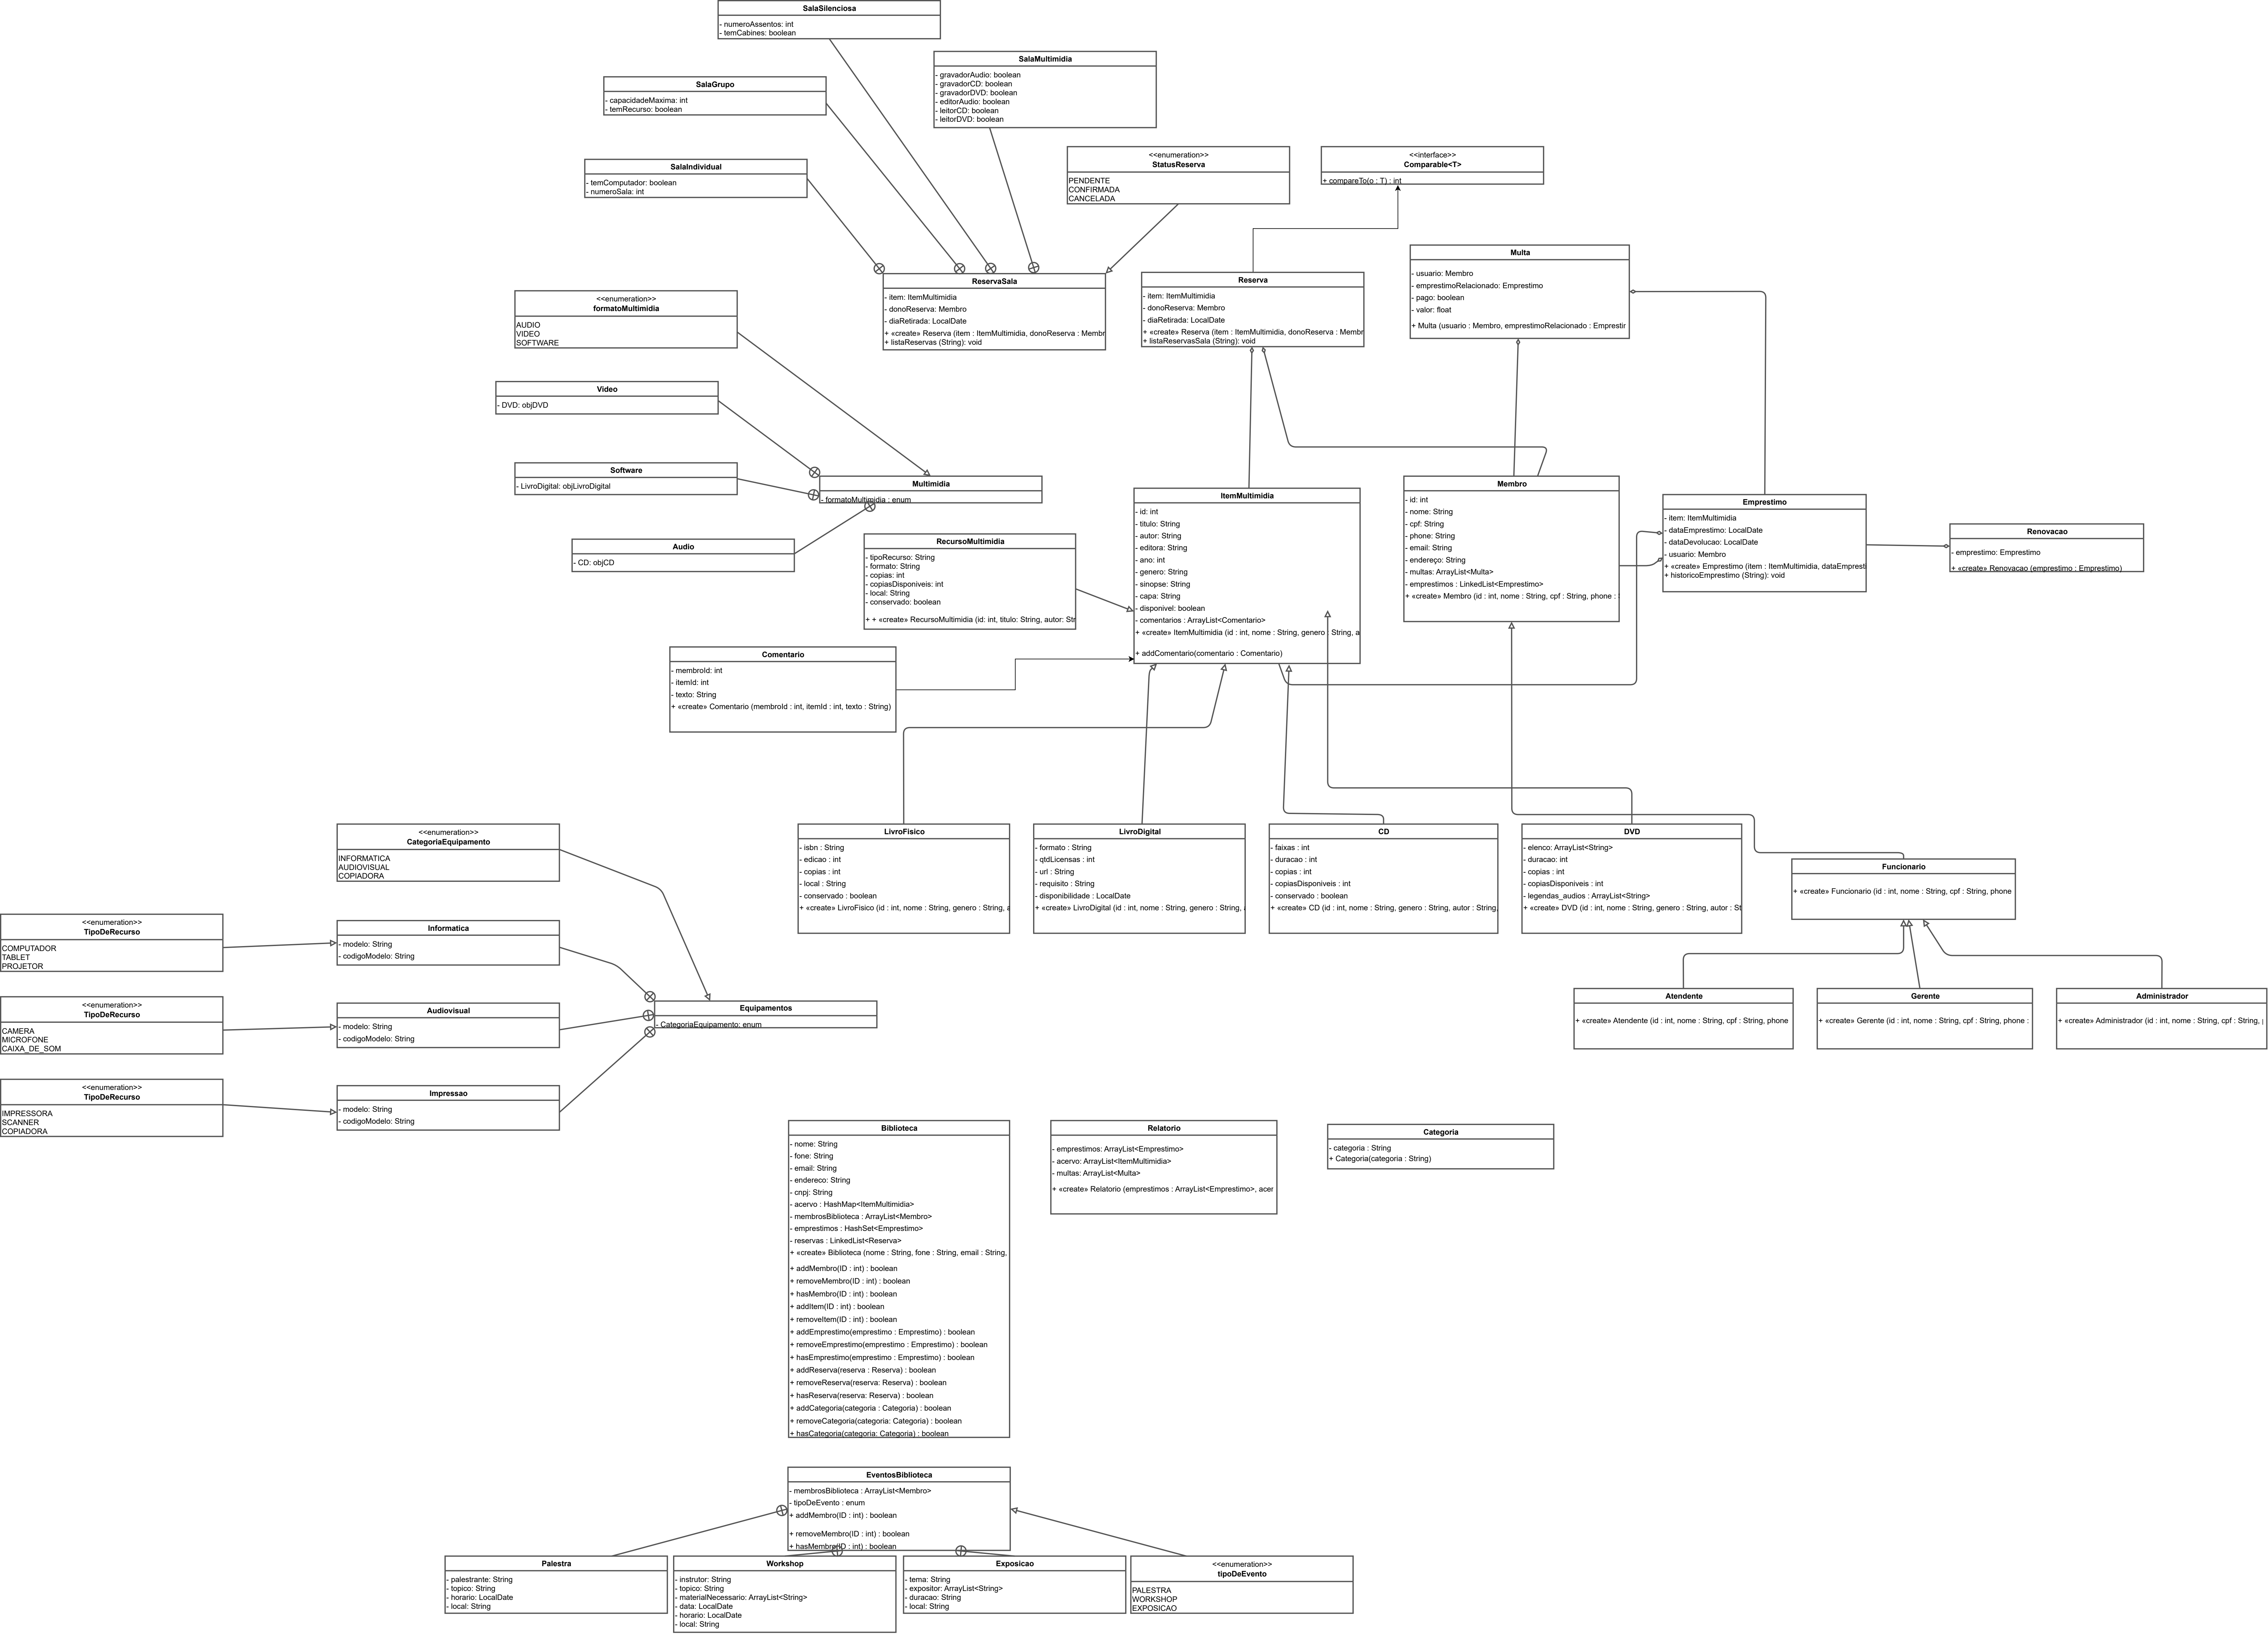 SalaSilenciosa
- numeroAssentos: int
- temCabines: boolean
SalaMultimidia
- gravadorAudio: boolean
- gravadorCD: boolean
- gravadorDVD: boolean
- editorAudio: boolean
- leitorCD: boolean
- leitorDVD: boolean
SalaGrupo
- capacidadeMaxima: int
- temRecurso: boolean
SalaIndividual
- temComputador: boolean
- numeroSala: int
<<enumeration>>
StatusReserva
PENDENTE
CONFIRMADA
CANCELADA
<<interface>>
Comparable<T>
+ compareTo(o : T) : int
ReservaSala
- item: ItemMultimidia
- donoReserva: Membro
- diaRetirada: LocalDate
+ «create» Reserva (item : ItemMultimidia, donoReserva : Membr
+ listaReservas (String): void
Reserva
- item: ItemMultimidia
- donoReserva: Membro
- diaRetirada: LocalDate
+ «create» Reserva (item : ItemMultimidia, donoReserva : Membr
+ listaReservasSala (String): void
Multa
- usuario: Membro
- emprestimoRelacionado: Emprestimo
- pago: boolean
- valor: float
+ Multa (usuario : Membro, emprestimoRelacionado : Emprestir
<<enumeration>>
formatoMultimidia
AUDIO
VIDEO
SOFTWARE
Video
- DVD: objDVD
Software
- LivroDigital: objLivroDigital
Multimidia
- formatoMultimidia : enum
Audio
- CD: objCD
RecursoMultimidia
- tipoRecurso: String
- formato: String
- copias: int
- copiasDisponiveis: int
- local: String
- conservado: boolean
+ + «create» RecursoMultimidia (id: int, titulo: String, autor: Str
ItemMultimidia
- id: int
- titulo: String
- autor: String
- editora: String
- ano: int
- genero: String
- sinopse: String
- capa: String
- disponivel: boolean
- comentarios : ArrayList<Comentario>
+ «create» ItemMultimidia (id : int, nome : String, genero : String, a
+ addComentario(comentario : Comentario)
Membro
- id: int
- nome: String
- cpf: String
- phone: String
- email: String
- endereço: String
- multas: ArrayList<Multa>
- emprestimos : LinkedList<Emprestimo>
+ «create» Membro (id : int, nome : String, cpf : String, phone :
Emprestimo
- item: ItemMultimidia
- dataEmprestimo: LocalDate
- dataDevolucao: LocalDate
- usuario: Membro
+ «create» Emprestimo (item : ItemMultimidia, dataEmpresti
+ historicoEmprestimo (String): void
Renovacao
- emprestimo: Emprestimo
+ «create» Renovacao (emprestimo : Emprestimo)
Comentario
- membroId: int
- itemId: int
- texto: String
+ «create» Comentario (membroId : int, itemId : int, texto : String)
LivroFisico
- isbn : String
- edicao : int
- copias : int
- local : String
- conservado : boolean
+ «create» LivroFisico (id : int, nome : String, genero : String, a
LivroDigital
- formato : String
- qtdLicensas : int
- url : String
- requisito : String
- disponibilidade : LocalDate
+ «create» LivroDigital (id : int, nome : String, genero : String,
CD
- faixas : int
- duracao : int
- copias : int
- copiasDisponiveis : int
- conservado : boolean
+ «create» CD (id : int, nome : String, genero : String, autor : String,
DVD
- elenco: ArrayList<String>
- duracao: int
- copias : int
- copiasDisponiveis : int
- legendas_audios : ArrayList<String>
+ «create» DVD (id : int, nome : String, genero : String, autor : St
Funcionario
+ «create» Funcionario (id : int, nome : String, cpf : String, phone
Atendente
+ «create» Atendente (id : int, nome : String, cpf : String, phone
Gerente
+ «create» Gerente (id : int, nome : String, cpf : String, phone :
Administrador
+ «create» Administrador (id : int, nome : String, cpf : String,
<<enumeration>>
CategoriaEquipamento
INFORMATICA
AUDIOVISUAL
COPIADORA
<<enumeration>>
TipoDeRecurso
COMPUTADOR
TABLET
PROJETOR
Informatica
- modelo: String
- codigoModelo: String
<<enumeration>>
TipoDeRecurso
CAMERA
MICROFONE
CAIXA_DE_SOM
Audiovisual
- modelo: String
- codigoModelo: String
Equipamentos
- CategoriaEquipamento: enum
<<enumeration>>
TipoDeRecurso
IMPRESSORA
SCANNER
COPIADORA
Impressao
- modelo: String
- codigoModelo: String
Biblioteca
- nome: String
- fone: String
- email: String
- endereco: String
- cnpj: String
- acervo : HashMap<ItemMultimidia>
- membrosBiblioteca : ArrayList<Membro>
- emprestimos : HashSet<Emprestimo>
- reservas : LinkedList<Reserva>
+ «create» Biblioteca (nome : String, fone : String, email : String,
+ addMembro(ID : int) : boolean
+ removeMembro(ID : int) : boolean
+ hasMembro(ID : int) : boolean
+ addItem(ID : int) : boolean
+ removeItem(ID : int) : boolean
+ addEmprestimo(emprestimo : Emprestimo) : boolean
+ removeEmprestimo(emprestimo : Emprestimo) : boolean
+ hasEmprestimo(emprestimo : Emprestimo) : boolean
+ addReserva(reserva : Reserva) : boolean
+ removeReserva(reserva: Reserva) : boolean
+ hasReserva(reserva: Reserva) : boolean
+ addCategoria(categoria : Categoria) : boolean
+ removeCategoria(categoria: Categoria) : boolean
+ hasCategoria(categoria: Categoria) : boolean
Relatorio
- emprestimos: ArrayList<Emprestimo>
- acervo: ArrayList<ItemMultimidia>
- multas: ArrayList<Multa>
+ «create» Relatorio (emprestimos : ArrayList<Emprestimo>, acer
Categoria
- categoria : String
+ Categoria(categoria : String)
EventosBiblioteca
- membrosBiblioteca : ArrayList<Membro>
- tipoDeEvento : enum
+ addMembro(ID : int) : boolean
+ removeMembro(ID : int) : boolean
+ hasMembro(ID : int) : boolean
Palestra
- palestrante: String
- topico: String
- horario: LocalDate
- local: String
Workshop
- instrutor: String
- topico: String
- materialNecessario: ArrayList<String>
- data: LocalDate
- horario: LocalDate
- local: String
Exposicao
- tema: String
- expositor: ArrayList<String>
- duracao: String
- local: String
<<enumeration>>
tipoDeEvento
PALESTRA
WORKSHOP
EXPOSICAO